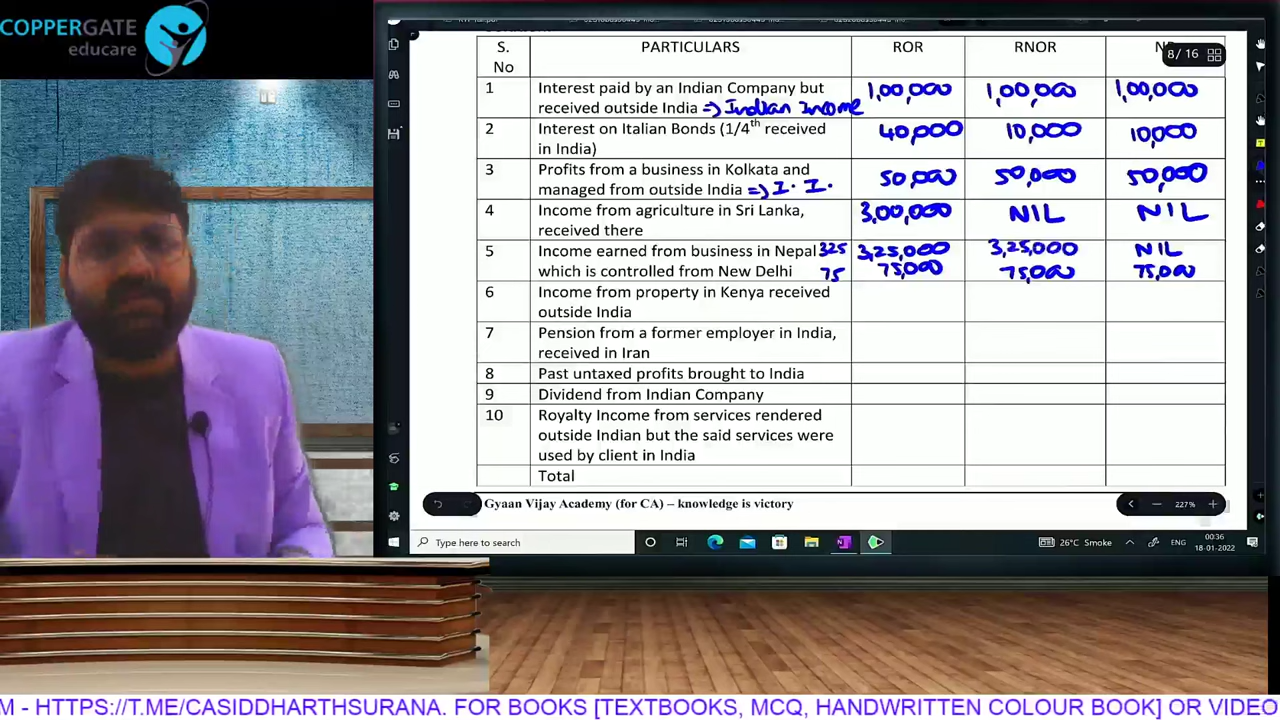 COPPERGATE
educare
8 / 16
S. No
PARTICULARS
ROR
RNOR
1
Interest paid by an Indian Company but
received outside India => Indian Income
1,00,000
1,00,000
1,00,000
2
Interest on Italian Bonds (1/4th received
in India)
40,000
10,000
10,000
3
Profits from a business in Kolkata and
managed from outside India => I. I.
50,000
50,000
50,000
4
Income from agriculture in Sri Lanka,
received there
3,00,000
NIL
NIL
5
Income earned from business in Nepal 325
which is controlled from New Delhi 75
3,25,000
75,000
3,25,000
75,000
NIL
75,000
6
Income from property in Kenya received
outside India
7
Pension from a former employer in India,
received in Iran
8
Past untaxed profits brought to India
9
Dividend from Indian Company
10
Royalty Income from services rendered
outside Indian but the said services were
used by client in India
Total
Gyaan Vijay Academy (for CA) – knowledge is victory
227%
Type here to search
26°C Smoke
ENG
00:36
18-01-2022
M - HTTPS://T.ME/CASIDDHARTHSURANA. FOR BOOKS [TEXTBOOKS, MCQ, HANDWRITTEN COLOUR BOOK] OR VIDEO